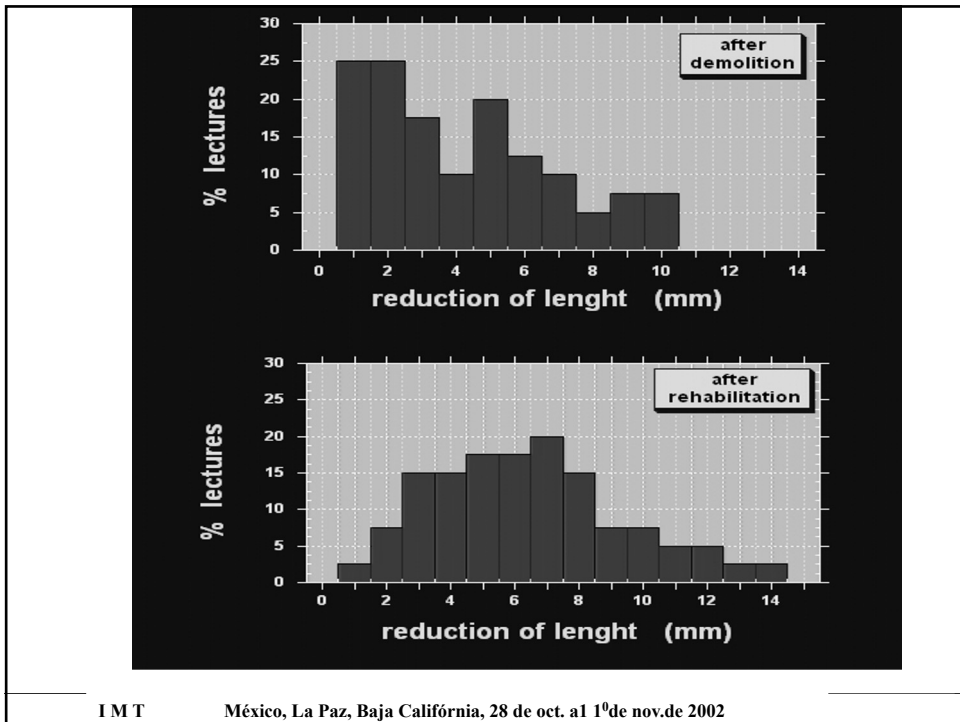 30
25
20
15
10
5
0
% lectures
after
demolition
0 2 4 6 8 10 12 14
reduction of lenght (mm)
30
25
20
15
10
5
0
% lectures
after
rehabilitation
0 2 4 6 8 10 12 14
reduction of lenght (mm)
I M T México, La Paz, Baja Califórnia, 28 de oct. a1 1⁰de nov.de 2002